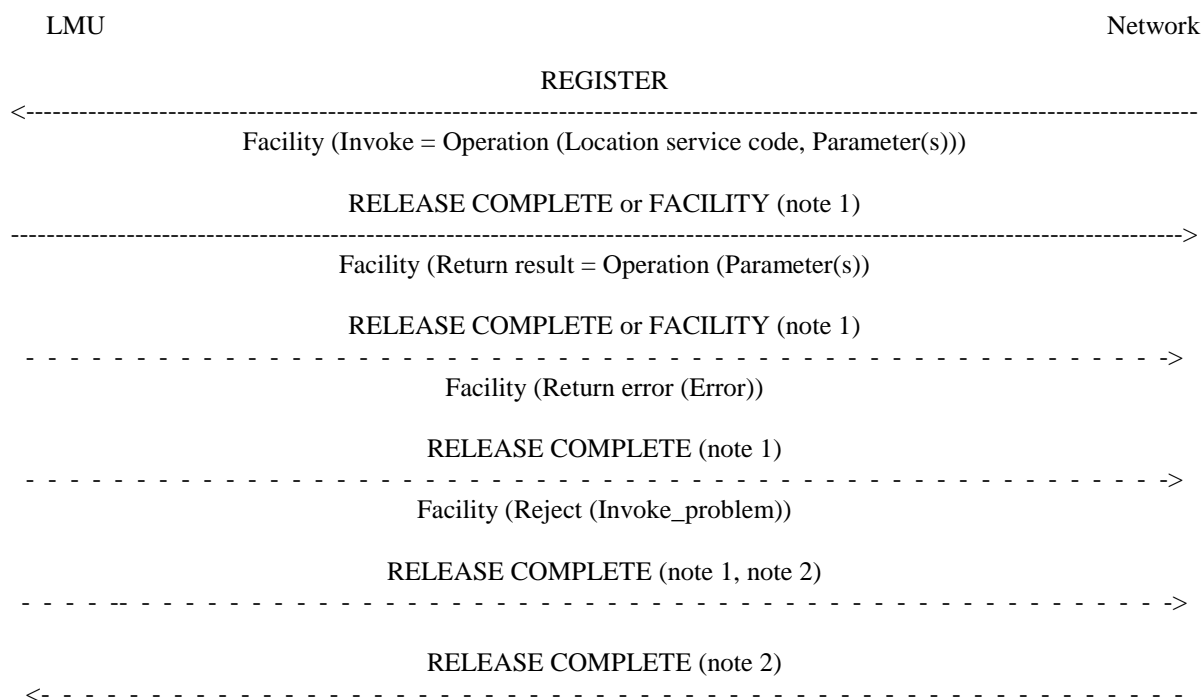 LMU Network
REGISTER
<------------------------------------------------------------------------------------------------------------------------------------
Facility (Invoke = Operation (Location service code, Parameter(s)))
RELEASE COMPLETE or FACILITY (note 1)
------------------------------------------------------------------------------------------------------------------------------------>
Facility (Return result = Operation (Parameter(s))
RELEASE COMPLETE or FACILITY (note 1)
- - - - - - - - - - - - - - - - - - - - - - - - - - - - - - - - - - - - - - - - - - - - - - - - - - - ->
Facility (Return error (Error))
RELEASE COMPLETE (note 1)
- - - - - - - - - - - - - - - - - - - - - - - - - - - - - - - - - - - - - - - - - - - - - - - - - - - ->
Facility (Reject (Invoke_problem))
RELEASE COMPLETE (note 1, note 2)
- - - - -- - - - - - - - - - - - - - - - - - - - - - - - - - - - - - - - - - - - - - - - - - - - - - - ->
RELEASE COMPLETE (note 2)
<- - - - - - - - - - - - - - - - - - - - - - - - - - - - - - - - - - - - - - - - - - - - - - - - - - - -